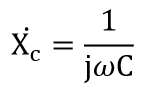 Ẋc = 1/(jωC)